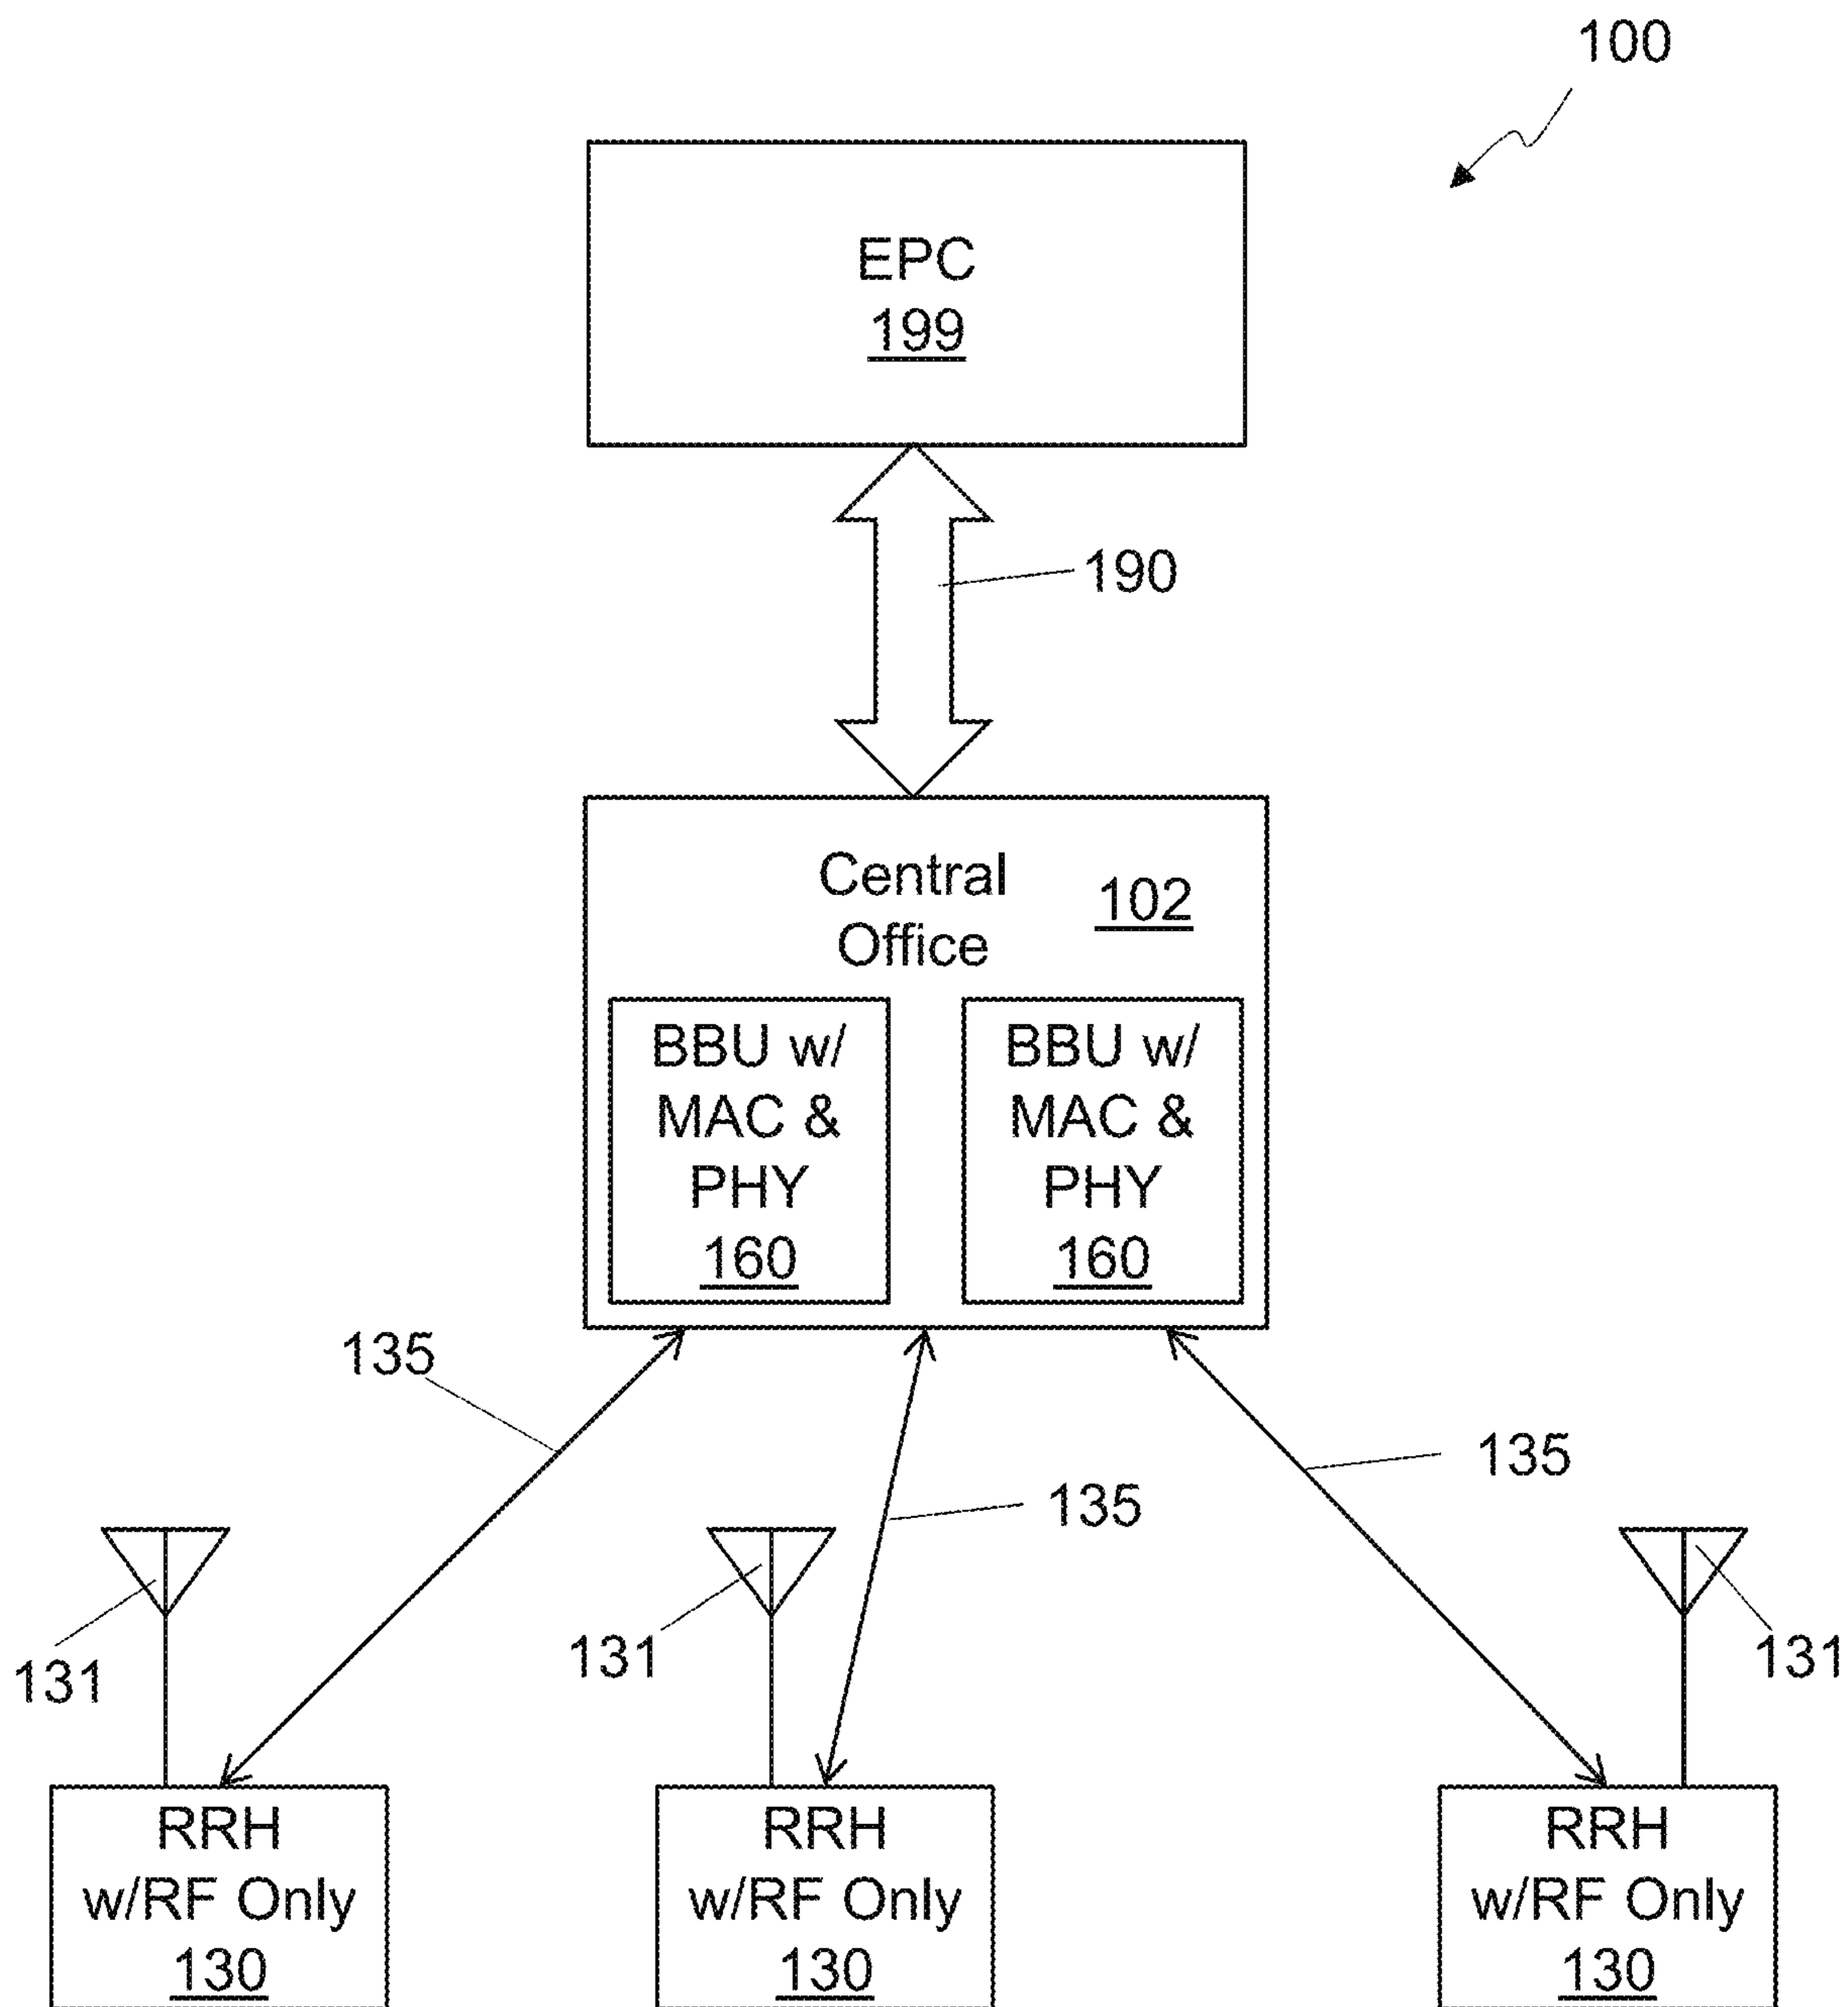 100
EPC
199
190
Central
Office
102
BBU w/
MAC &
PHY
160
BBU w/
MAC &
PHY
160
135
135
135
131
131
131
RRH
w/RF Only
130
RRH
w/RF Only
130
RRH
w/RF Only
130